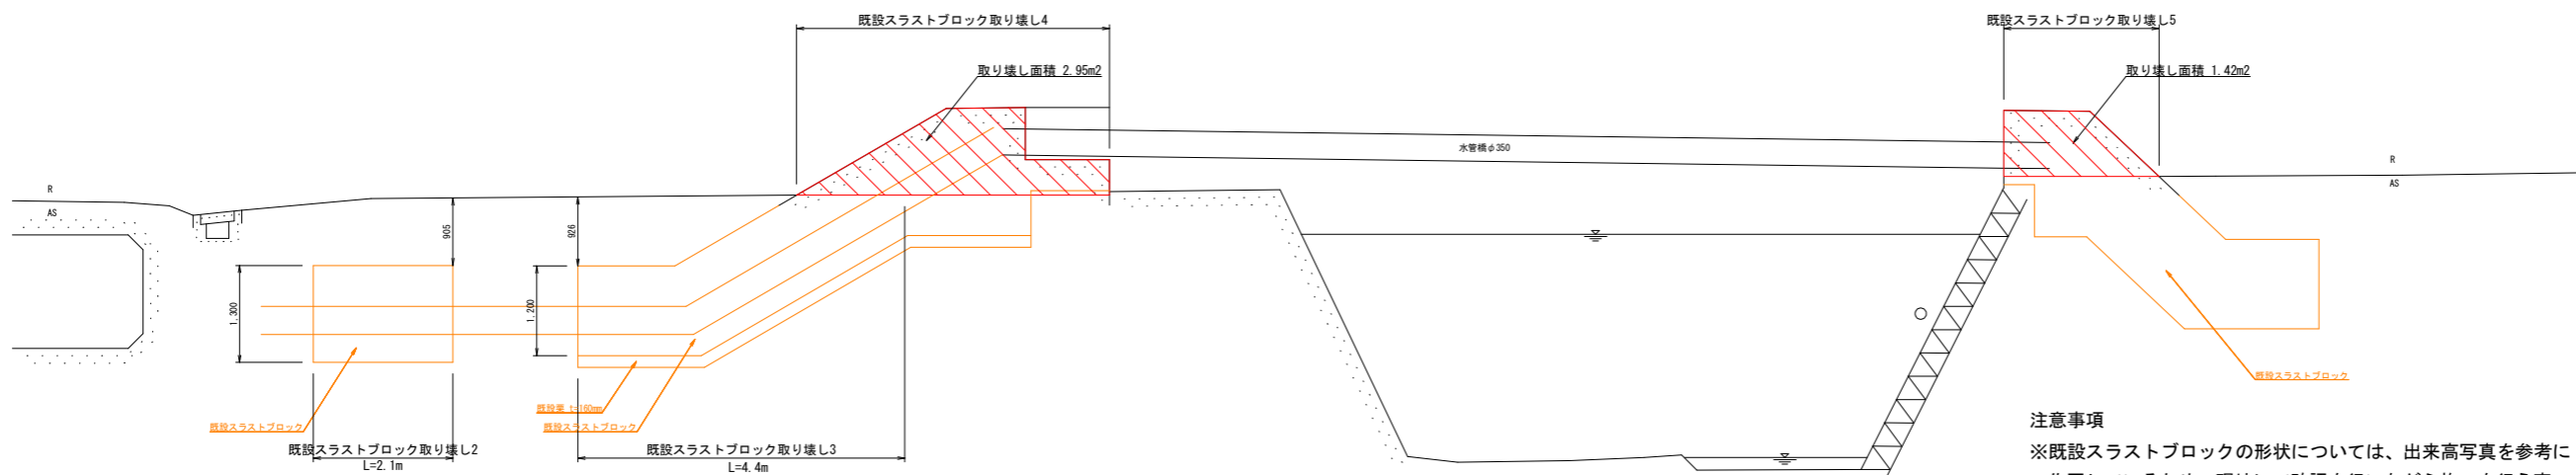 既設スラストブロック取り壊し4
既設スラストブロック取り壊し5
取り壊し面積 2.95m2
取り壊し面積 1.42m2
水管橋φ350
R
AS
R
AS
905
926
1,300
1,200
既設栗 t=160mm
既設スラストブロック
既設スラストブロック
既設スラストブロック
既設スラストブロック取り壊し2
L=2.1m
既設スラストブロック取り壊し3
L=4.4m
注意事項
※既設スラストブロックの形状については、出来高写真を参考に